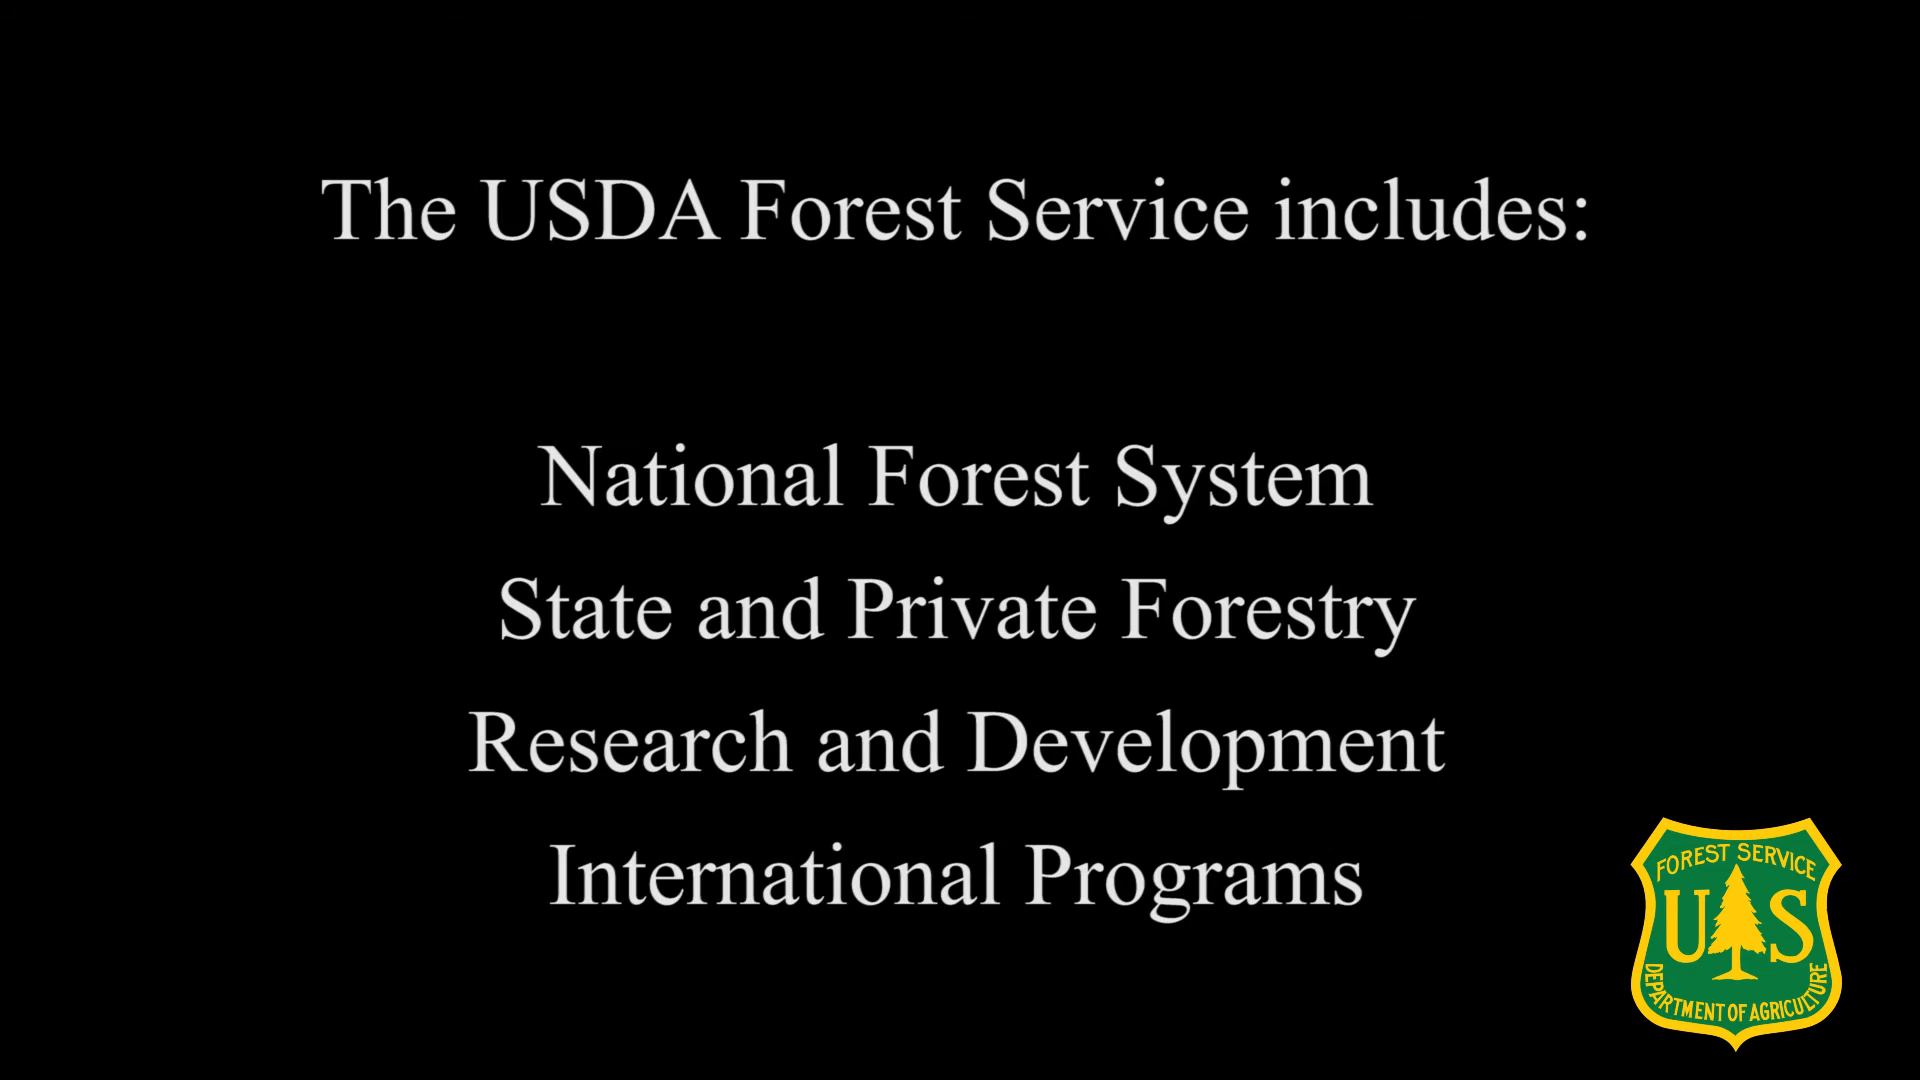 The USDA Forest Service includes:
National Forest System
State and Private Forestry
Research and Development
International Programs
FOREST SERVICE
U S
DEPARTMENT OF AGRICULTURE